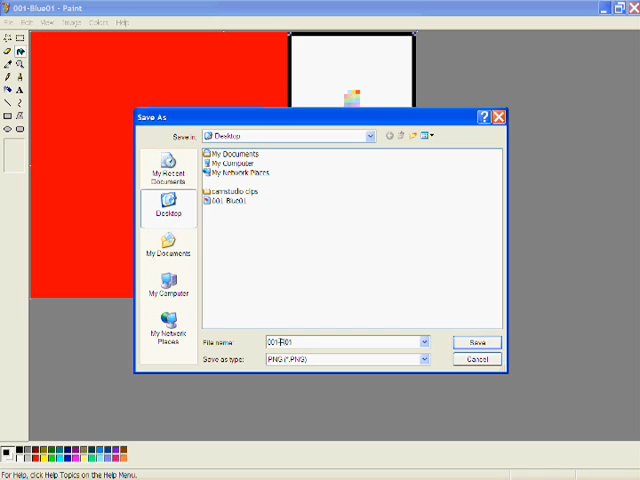 001-Blue01 - Paint
File Edit View Image Colors Help
Save As
Save in: Desktop
My Recent Documents
Desktop
My Documents
My Computer
My Network Places
My Documents
My Computer
My Network Places
camstudio clips
001-Blue01
File name: 001-R01
Save as type: PNG (*.PNG)
Save
Cancel
For Help, click Help Topics on the Help Menu.